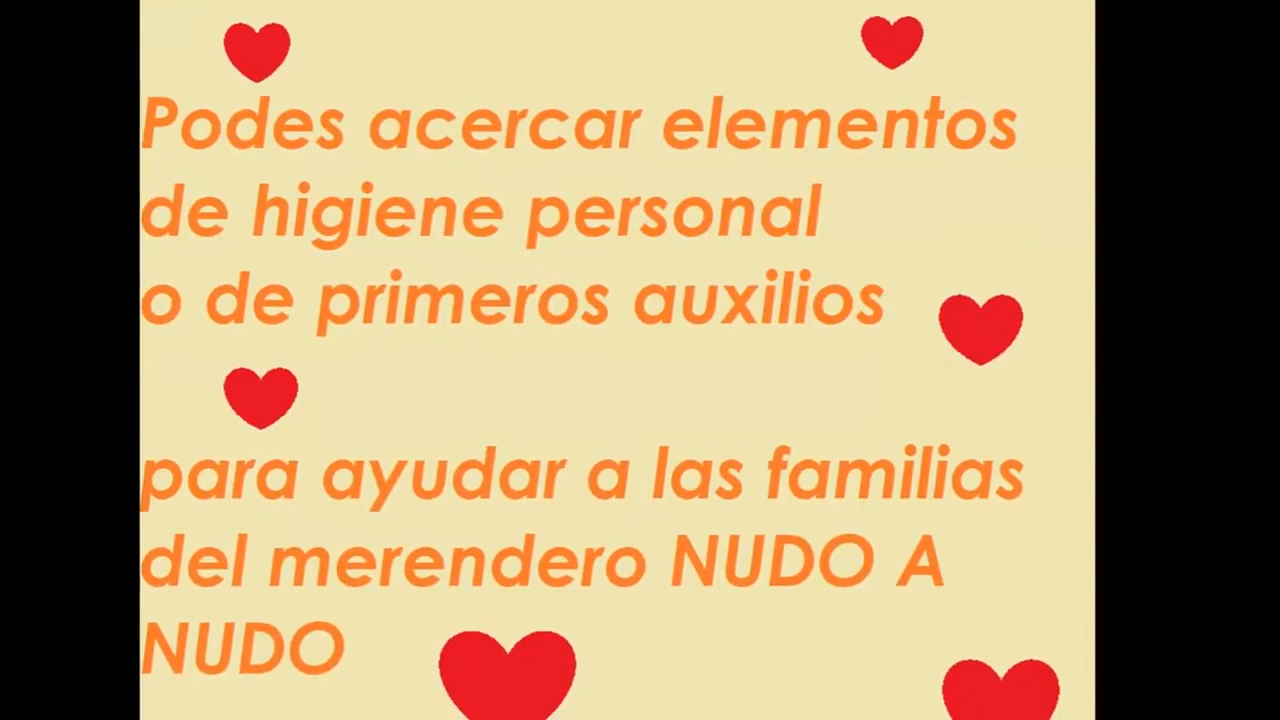 Podes acercar elementos
de higiene personal
o de primeros auxilios
para ayudar a las familias
del merendero NUDO A
NUDO